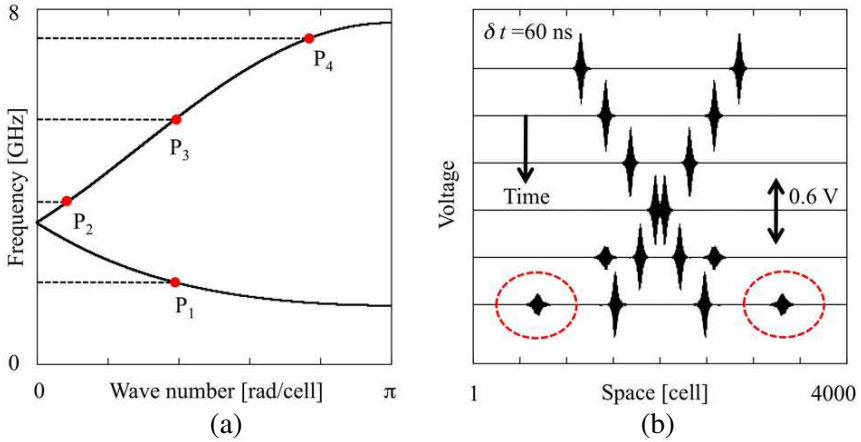 8
Frequency [GHz]
0
P4
P3
P2
P1
0
Wave number [rad/cell]
π
(a)
δ t =60 ns
Time
0.6 V
Voltage
1
Space [cell]
4000
(b)